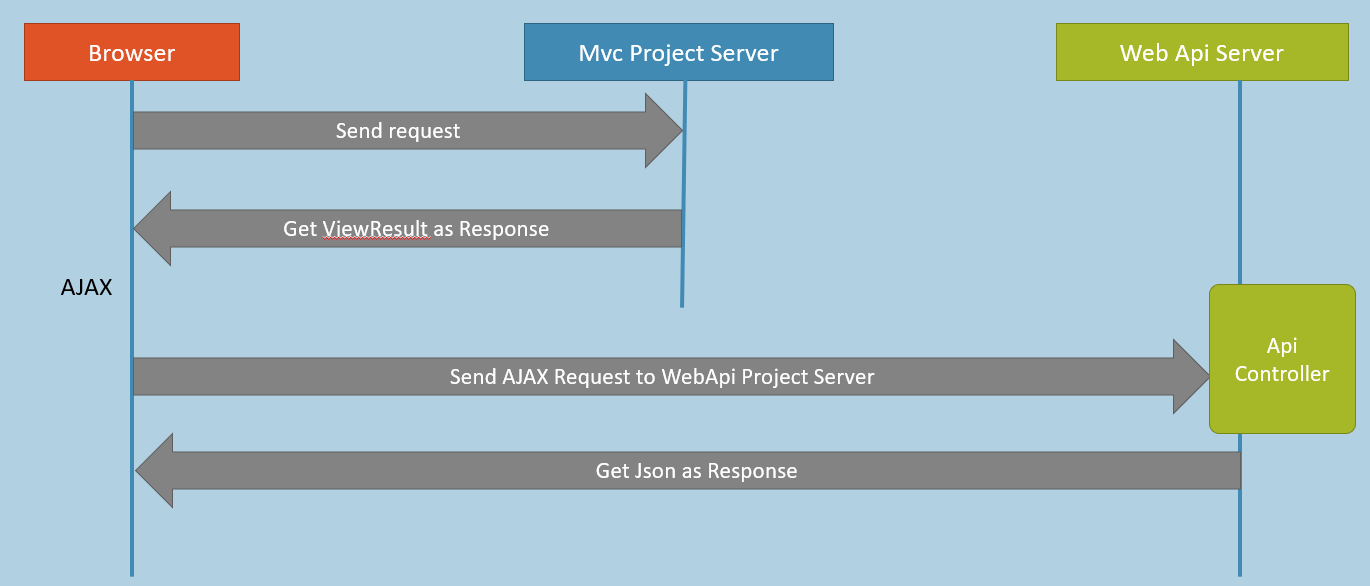 Browser
Mvc Project Server
Web Api Server
Send request
Get ViewResult as Response
AJAX
Api
Controller
Send AJAX Request to WebApi Project Server
Get Json as Response